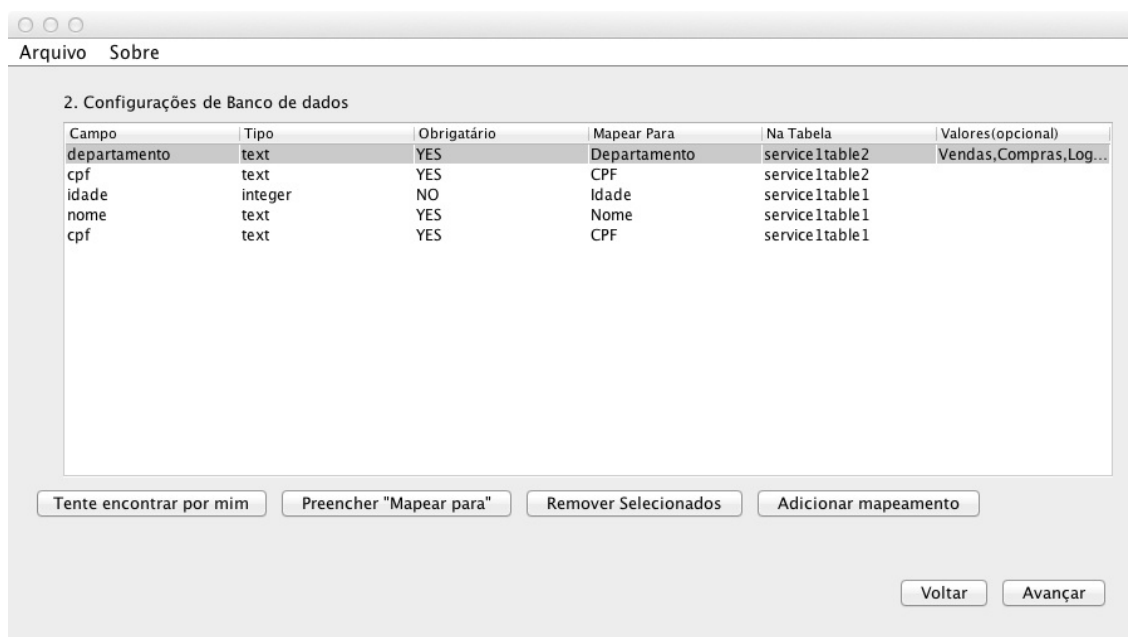 Arquivo Sobre
2. Configurações de Banco de dados
Campo Tipo Obrigatário Mapear Para Na Tabela Valores(opcional)
departamento text YES Departamento service1table2 Vendas,Compras,Log...
cpf text YES CPF service1table2
idade integer NO Idade service1table1
nome text YES Nome service1table1
cpf text YES CPF service1table1
Tente encontrar por mim Preencher "Mapear para" Remover Selecionados Adicionar mapeamento
Voltar Avançar